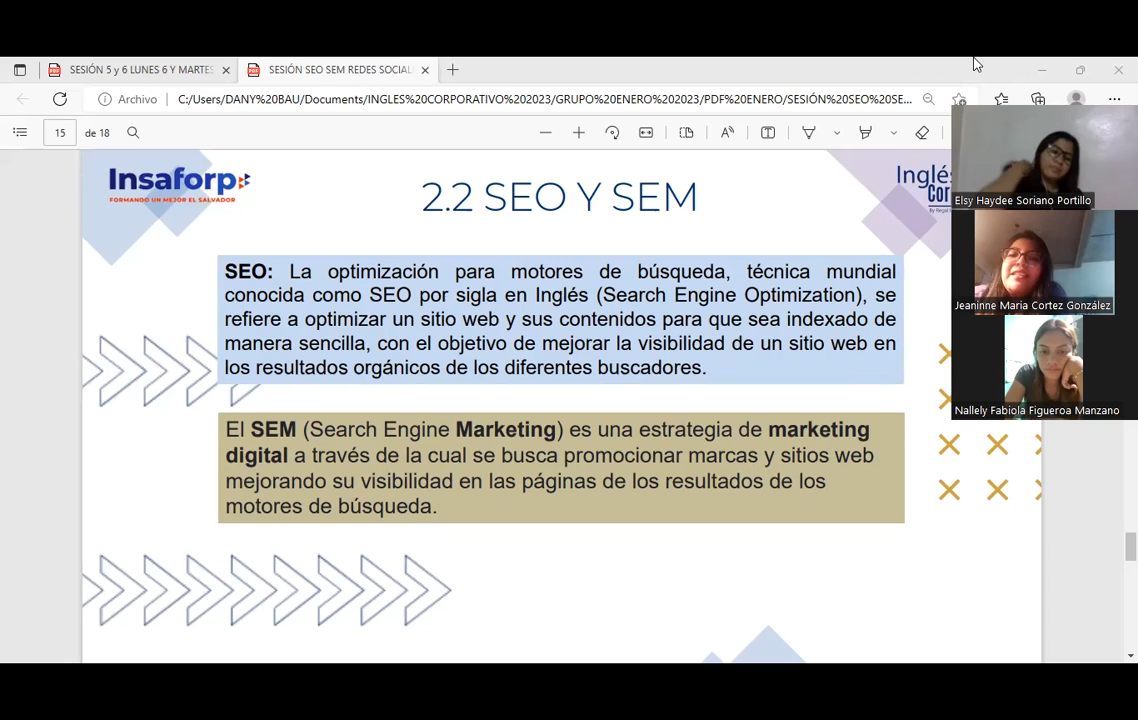 SESIÓN 5 y 6 LUNES 6 Y MARTES
SESIÓN SEO SEM REDES SOCIAL
Archivo
C:/Users/DANY%20BAU/Documents/INGLES%20CORPORATIVO%202023/GRUPO%20ENERO%202023/PDF%20ENERO/SESIÓN%20SEO%20SE...
15 de 18
Insaforp
FORMANDO UN MEJOR EL SALVADOR
2.2 SEO Y SEM
Inglés
Cor
By Regal
SEO: La optimización para motores de búsqueda, técnica mundial
conocida como SEO por sigla en Inglés (Search Engine Optimization), se
refiere a optimizar un sitio web y sus contenidos para que sea indexado de
manera sencilla, con el objetivo de mejorar la visibilidad de un sitio web en
los resultados orgánicos de los diferentes buscadores.
El SEM (Search Engine Marketing) es una estrategia de marketing
digital a través de la cual se busca promocionar marcas y sitios web
mejorando su visibilidad en las páginas de los resultados de los
motores de búsqueda.
Elsy Haydee Soriano Portillo
Jeaninne Maria Cortez González
Nallely Fabiola Figueroa Manzano